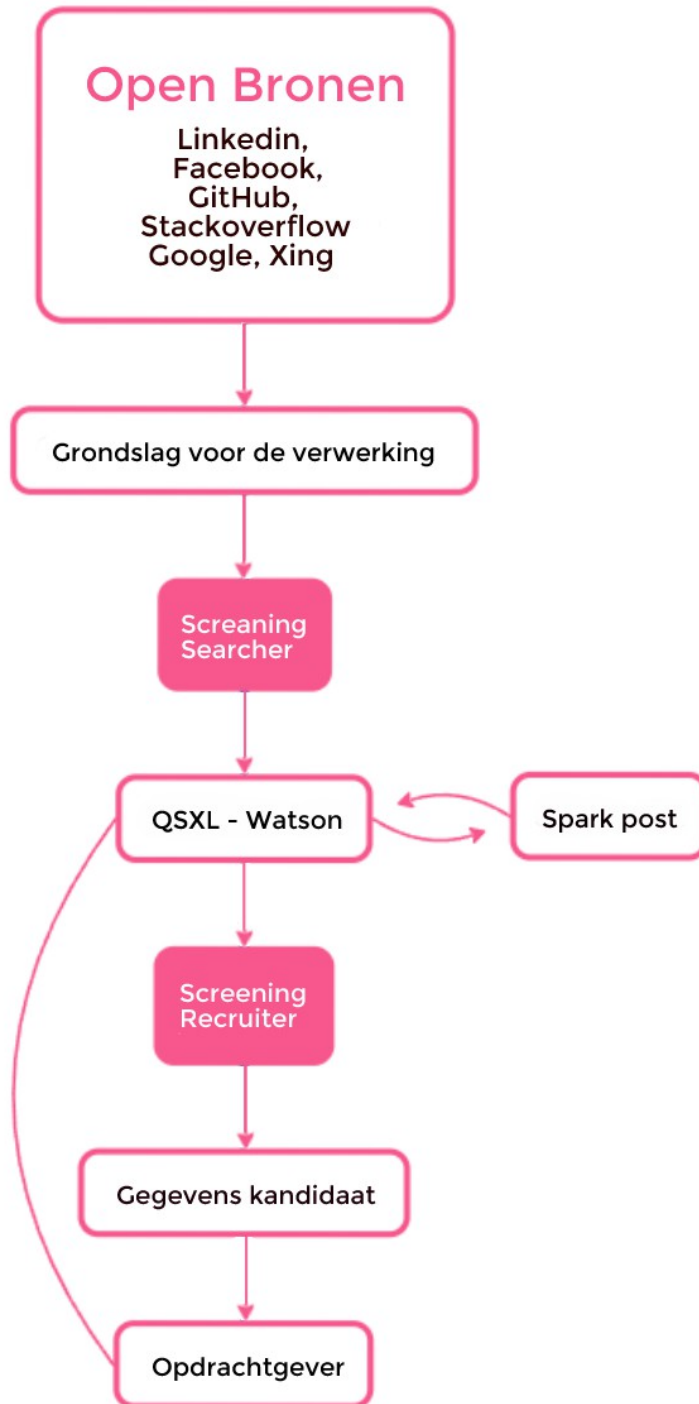 Open Bronen
Linkedin,
Facebook,
GitHub,
Stackoverflow
Google, Xing
Grondslag voor de verwerking
Screaning
Searcher
QSXL - Watson
Spark post
Screening
Recruiter
Gegevens kandidaat
Opdrachtgever